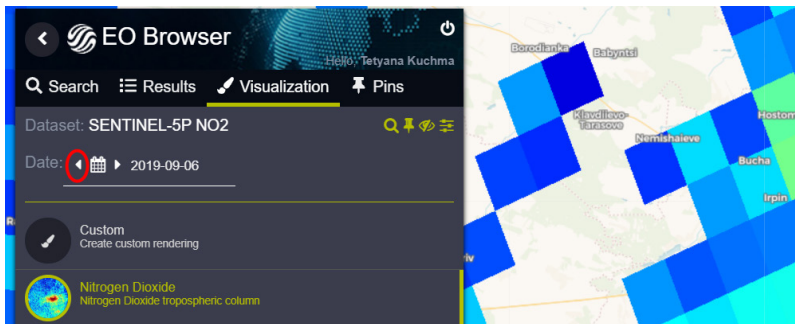 EO Browser
Hello, Tetyana Kuchma
Search Results Visualization Pins
Dataset: SENTINEL-5P NO2
Date: 2019-09-06
Custom
Create custom rendering
Nitrogen Dioxide
Nitrogen Dioxide tropospheric column
Borodianka
Babyntsi
Klavdiievo-
Tarasove
Nemishaieve
Hostom
Bucha
Irpin
iv